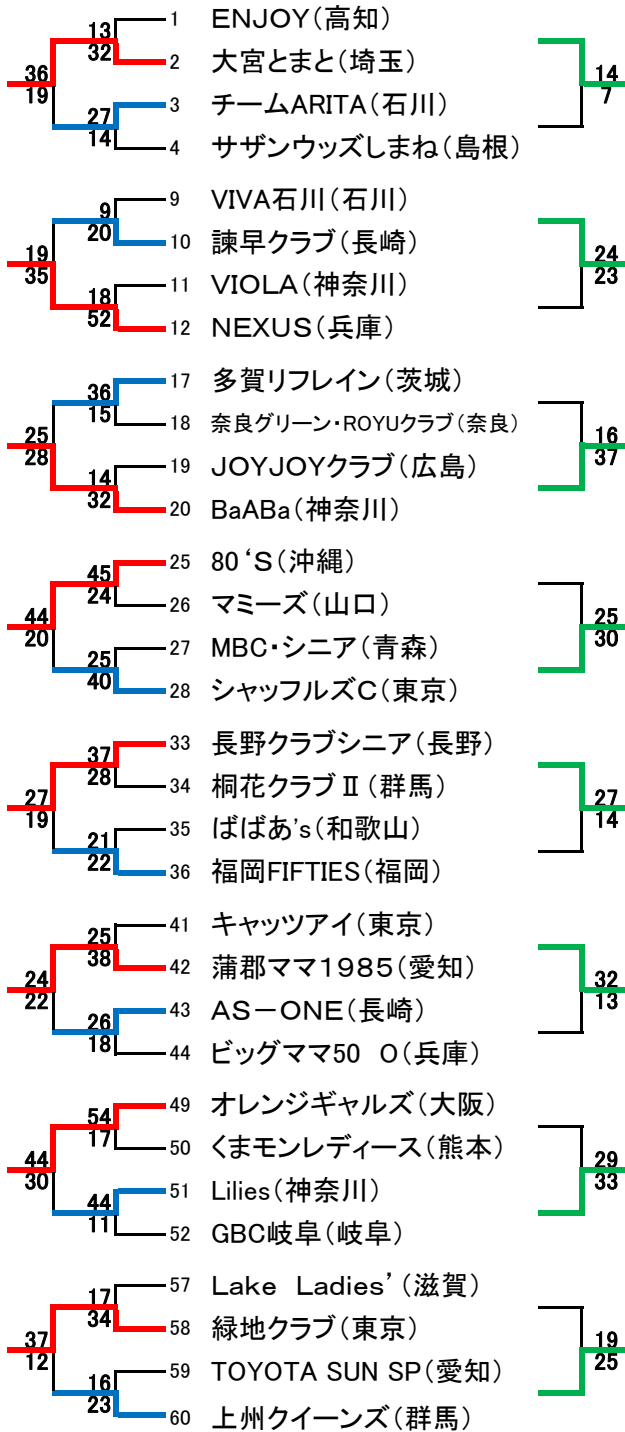 13 1 ENJOY(高知)
32 2 大宮とまと(埼玉)
36 14
19 7
27 3 チームARITA(石川)
14 4 サザンウッズしまね(島根)
9 9 VIVA石川(石川)
20 10 諫早クラブ(長崎)
19 24
35 23
18 11 VIOLA(神奈川)
52 12 NEXUS(兵庫)
36 17 多賀リフレイン(茨城)
15 18 奈良グリーン・ROYUクラブ(奈良)
25 16
28 37
14 19 JOYJOYクラブ(広島)
32 20 BaABa(神奈川)
45 25 80‘S(沖縄)
24 26 マミーズ(山口)
44 25
20 30
25 27 MBC・シニア(青森)
40 28 シャッフルズC(東京)
37 33 長野クラブシニア(長野)
28 34 桐花クラブⅡ(群馬)
27 27
19 14
21 35 ばばあ's(和歌山)
22 36 福岡FIFTIES(福岡)
25 41 キャッツアイ(東京)
38 42 蒲郡ママ1985(愛知)
24 32
22 13
26 43 AS-ONE(長崎)
18 44 ビッグママ50 O(兵庫)
54 49 オレンジギャルズ(大阪)
17 50 くまモンレディース(熊本)
44 29
30 33
44 51 Lilies(神奈川)
11 52 GBC岐阜(岐阜)
17 57 Lake Ladies’(滋賀)
34 58 緑地クラブ(東京)
37 19
12 25
16 59 TOYOTA SUN SP(愛知)
23 60 上州クイーンズ(群馬)